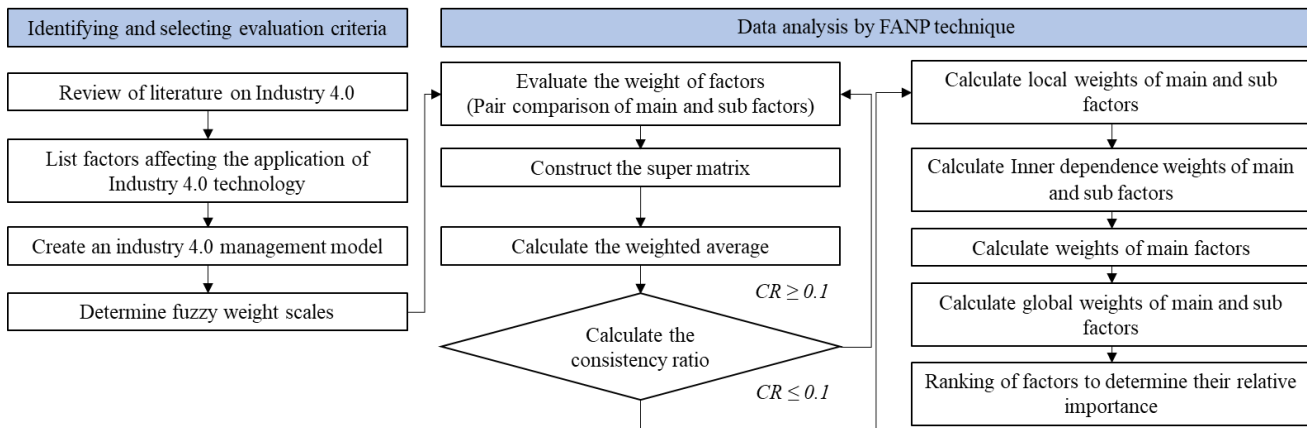 Identifying and selecting evaluation criteria
Review of literature on Industry 4.0
List factors affecting the application of
Industry 4.0 technology
Create an industry 4.0 management model
Determine fuzzy weight scales
Data analysis by FANP technique
Evaluate the weight of factors
(Pair comparison of main and sub factors)
Construct the super matrix
Calculate the weighted average
CR ≥ 0.1
Calculate the
consistency ratio
CR ≤ 0.1
Calculate local weights of main and sub
factors
Calculate Inner dependence weights of main
and sub factors
Calculate weights of main factors
Calculate global weights of main and sub
factors
Ranking of factors to determine their relative
importance